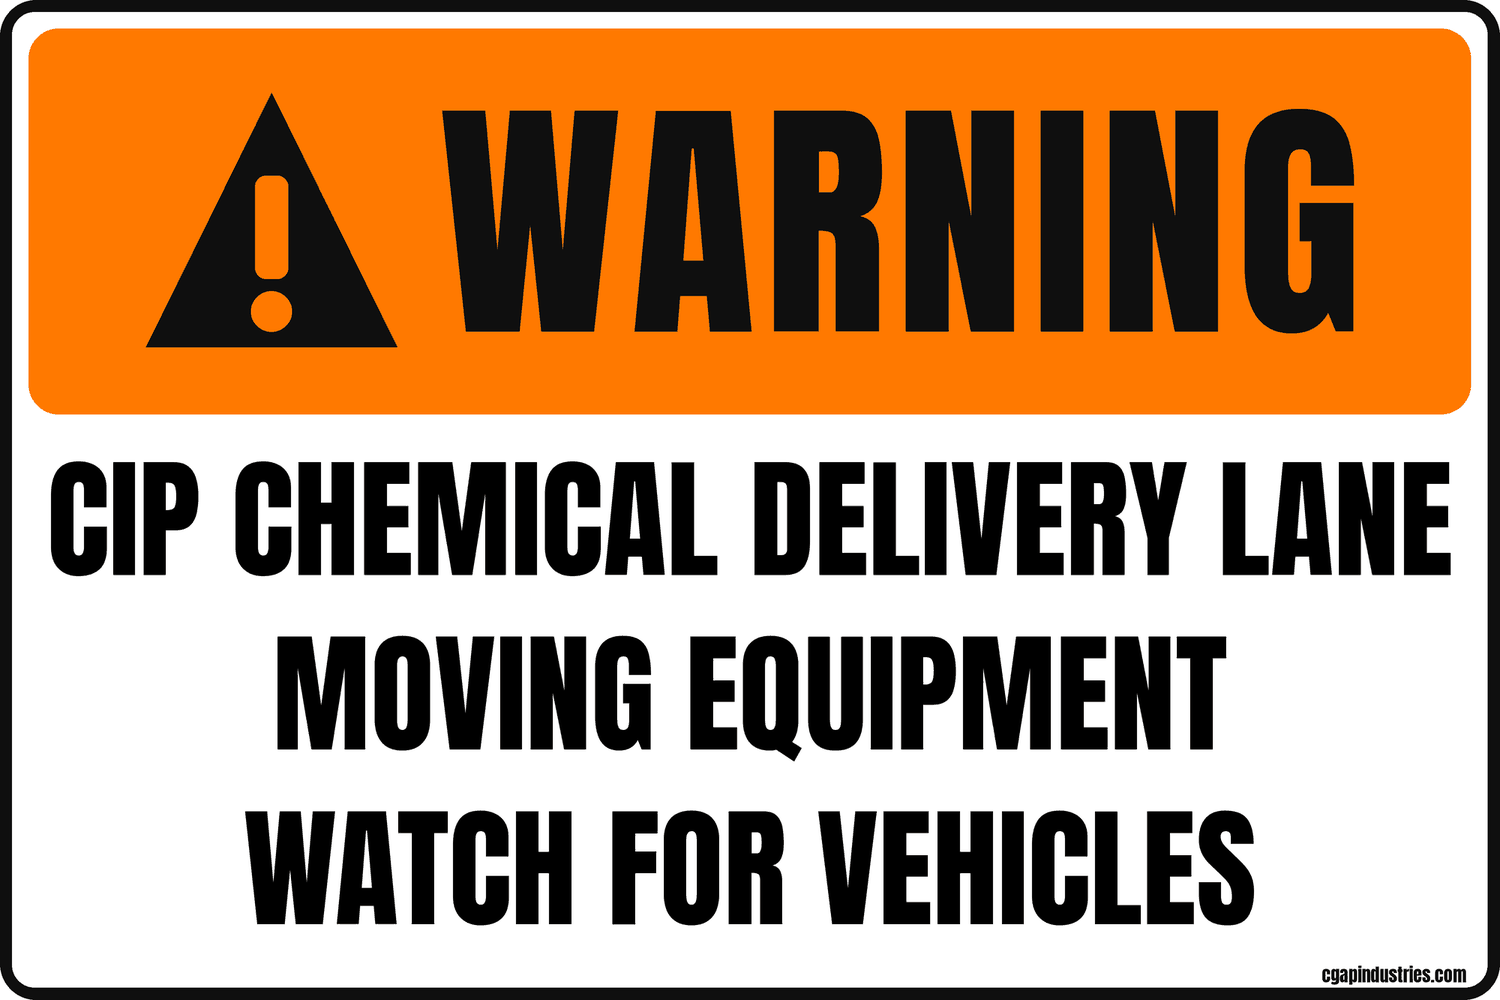 WARNING
CIP CHEMICAL DELIVERY LANE
MOVING EQUIPMENT
WATCH FOR VEHICLES
cgapindustries.com